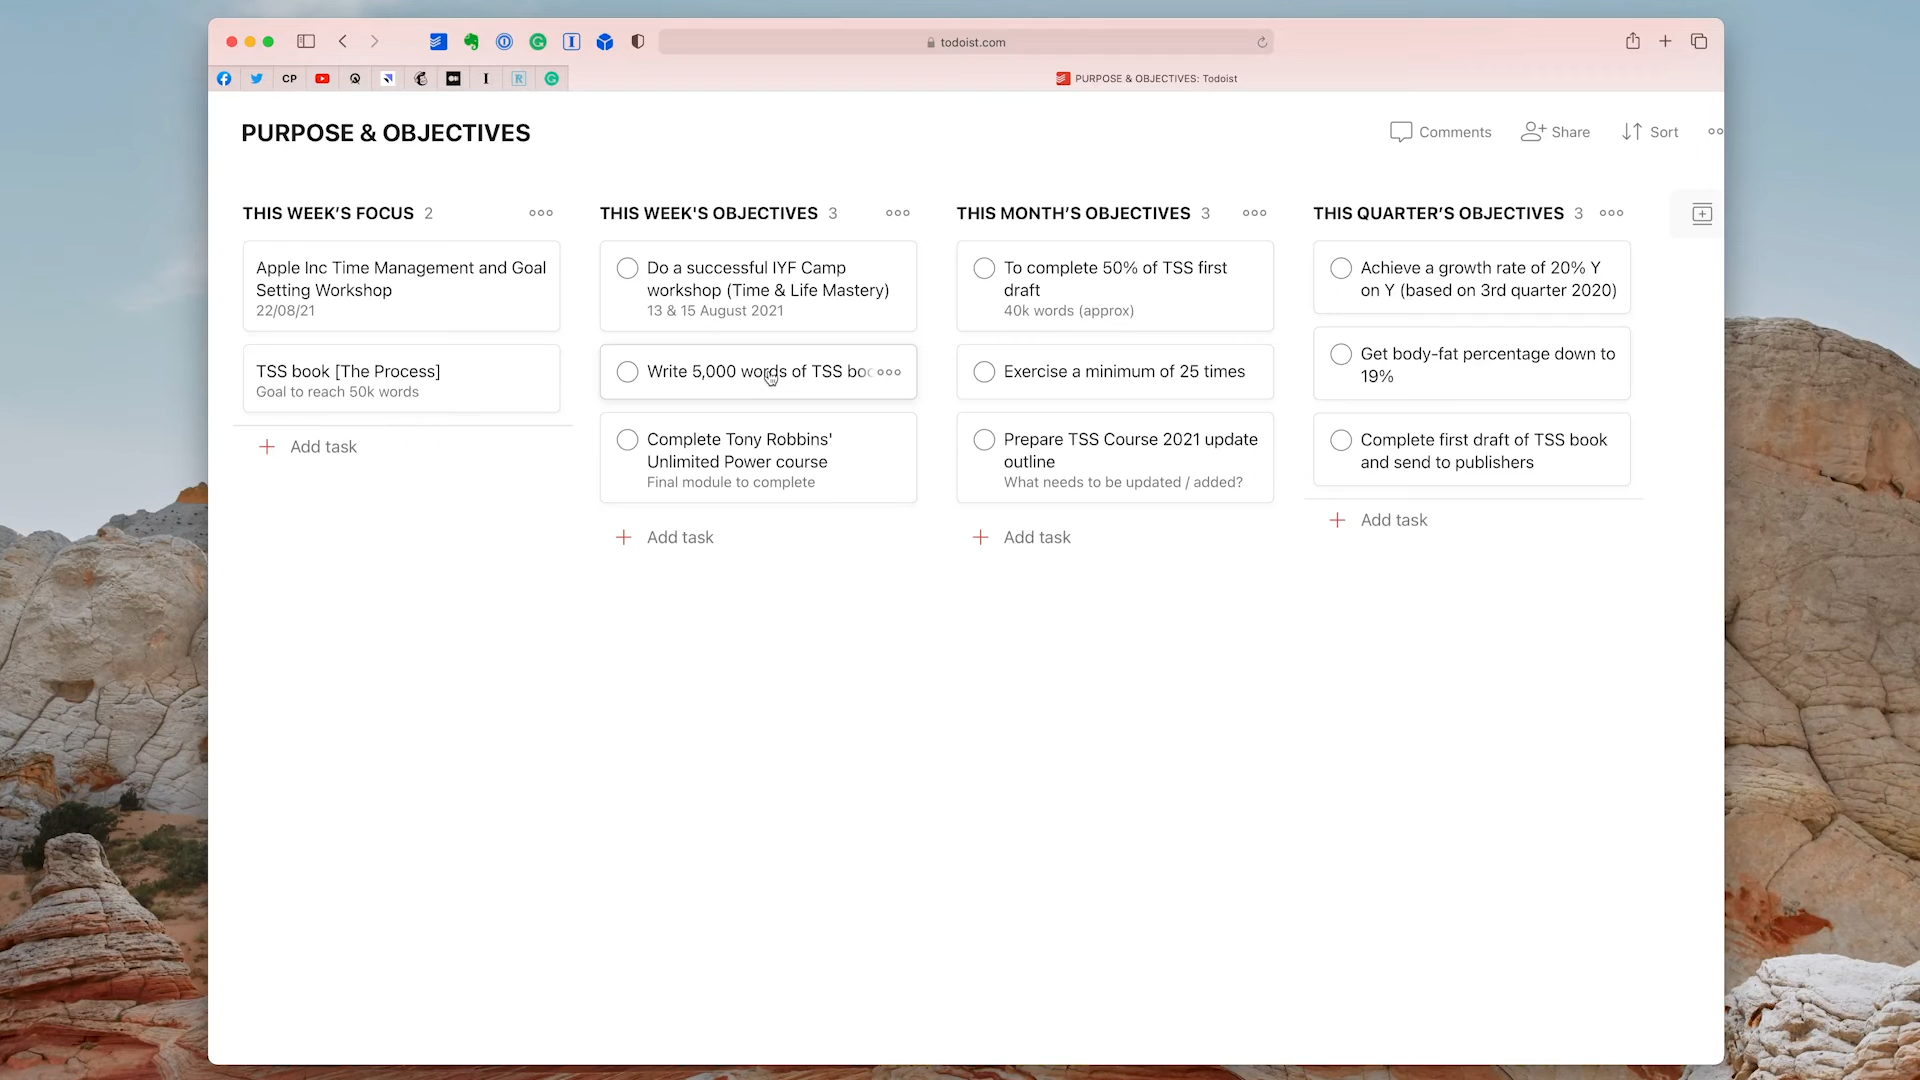 todoist.com
CP
PURPOSE & OBJECTIVES: Todoist
PURPOSE & OBJECTIVES
Comments
Share
Sort
THIS WEEK’S FOCUS 2
Apple Inc Time Management and Goal
Setting Workshop
22/08/21
TSS book [The Process]
Goal to reach 50k words
Add task
THIS WEEK'S OBJECTIVES 3
Do a successful IYF Camp
workshop (Time & Life Mastery)
13 & 15 August 2021
Write 5,000 words of TSS
Complete Tony Robbins'
Unlimited Power course
Final module to complete
Add task
THIS MONTH’S OBJECTIVES 3
To complete 50% of TSS first
draft
40k words (approx)
Exercise a minimum of 25 times
Prepare TSS Course 2021 update
outline
What needs to be updated / added?
Add task
THIS QUARTER’S OBJECTIVES 3
Achieve a growth rate of 20% Y
on Y (based on 3rd quarter 2020)
Get body-fat percentage down to
19%
Complete first draft of TSS book
and send to publishers
Add task